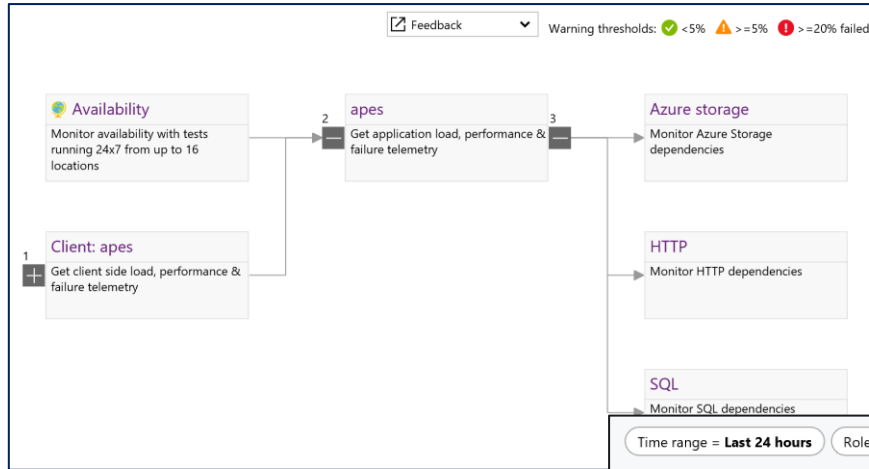 Feedback
Warning thresholds: <5% >=5% >=20% failed
Availability
Monitor availability with tests
running 24x7 from up to 16
locations
2
apes
Get application load, performance &
failure telemetry
3
Azure storage
Monitor Azure Storage
dependencies
1
Client: apes
Get client side load, performance &
failure telemetry
HTTP
Monitor HTTP dependencies
SQL
Monitor SQL dependencies
Time range = Last 24 hours
Role